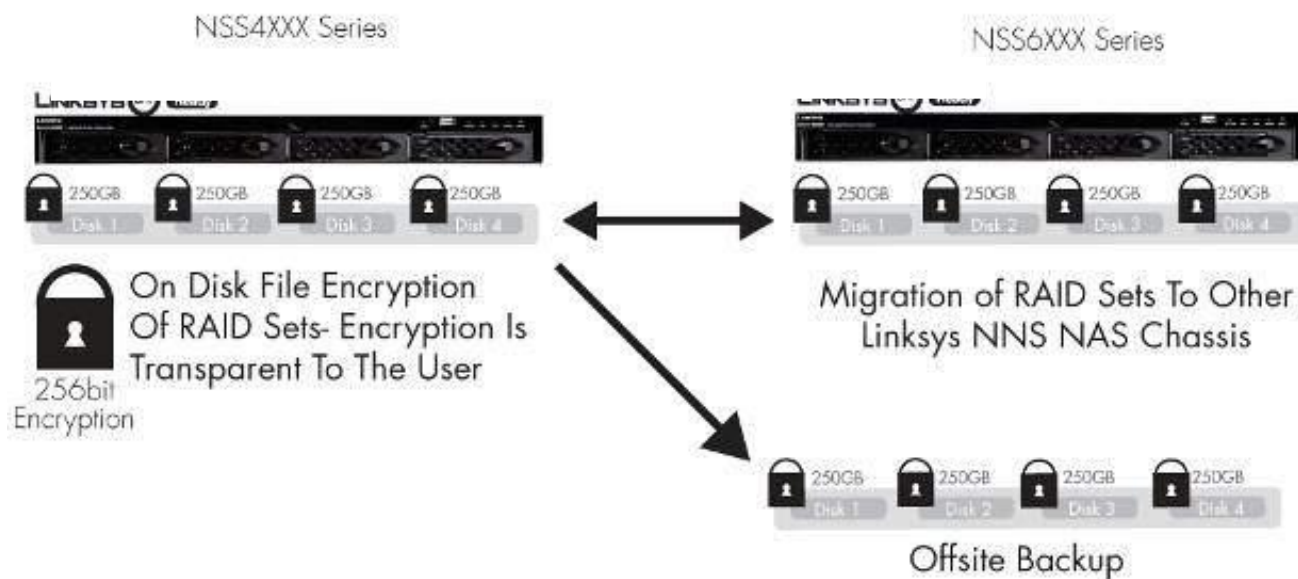 NSS4XXX Series
NSS6XXX Series
LINKSYS
LINKSYS
250GB 250GB 250GB 250GB
Disk 1 Disk 2 Disk 3 Disk 4
250GB 250GB 250GB 250GB
Disk 1 Disk 2 Disk 3 Disk 4
On Disk File Encryption
Of RAID Sets- Encryption Is
Transparent To The User
256bit
Encryption
Migration of RAID Sets To Other
Linksys NNS NAS Chassis
250GB 250GB 250GB 250GB
Disk 1 Disk 2 Disk 3 Disk 4
Offsite Backup